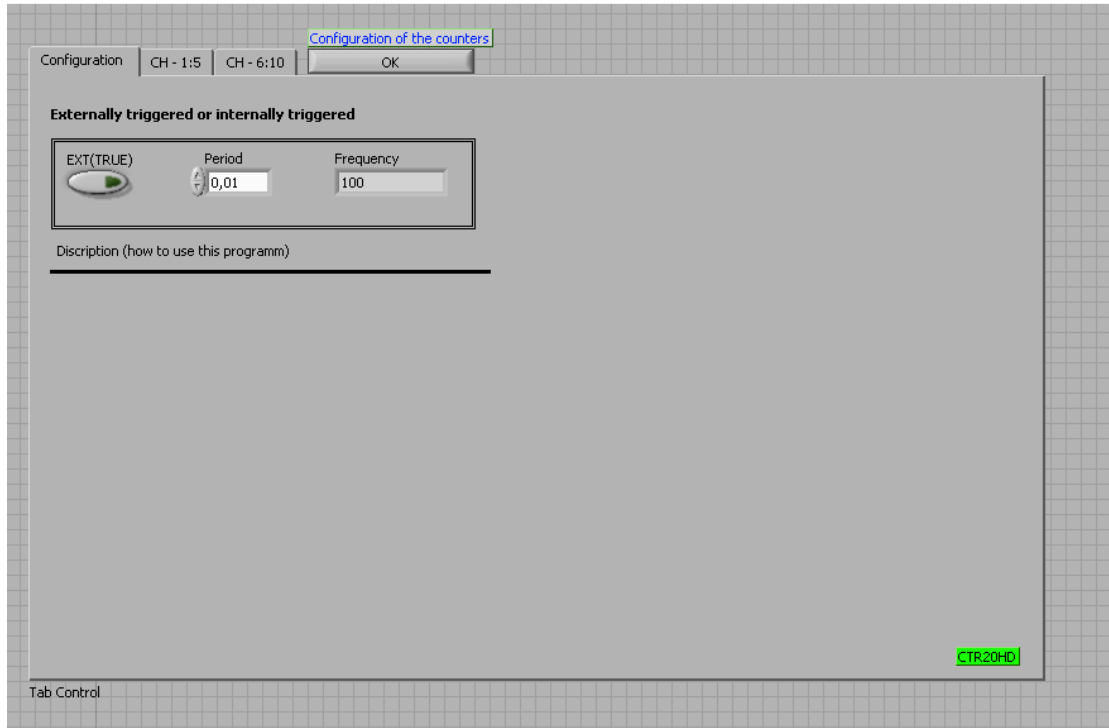 Configuration of the counters
Configuration CH - 1:5 CH - 6:10 OK
Externally triggered or internally triggered
EXT(TRUE) Period Frequency
0,01 100
Discription (how to use this programm)
CTR20HD
Tab Control